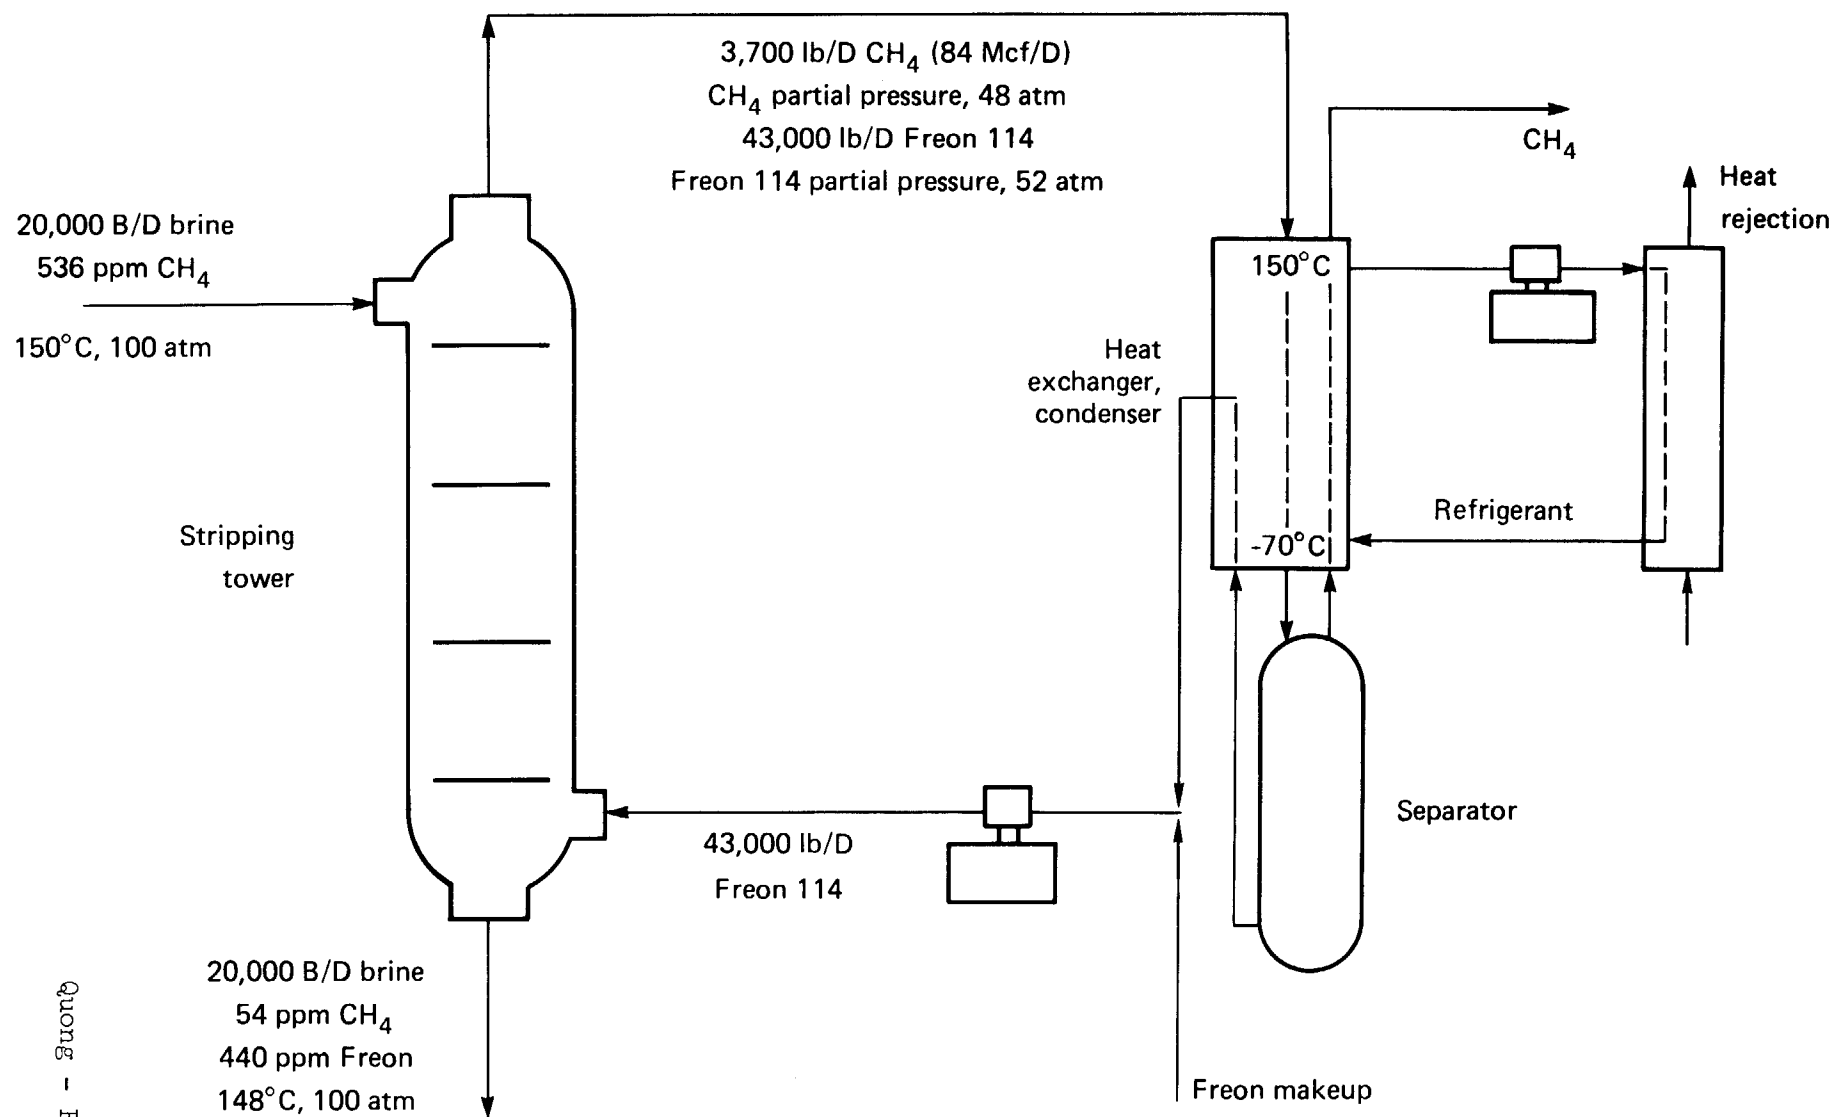 3,700 lb/D CH₄ (84 Mcf/D)
CH₄ partial pressure, 48 atm
43,000 lb/D Freon 114
Freon 114 partial pressure, 52 atm
CH₄
Heat
rejection
20,000 B/D brine
536 ppm CH₄
150°C, 100 atm
150°C
Heat
exchanger,
condenser
Refrigerant
-70°C
Stripping
tower
Separator
43,000 lb/D
Freon 114
20,000 B/D brine
54 ppm CH₄
440 ppm Freon
148°C, 100 atm
Freon makeup
Quong -